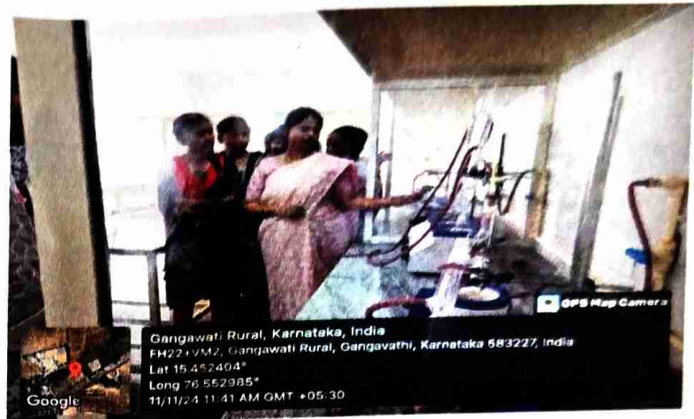 GPS Map Camera
Gangawati Rural, Karnataka, India
FH22+VM2, Gangawati Rural, Gangavathi, Karnataka 583227, India
Lat 15.452404°
Long 76.552985°
11/11/24 11:41 AM GMT +05:30
Google